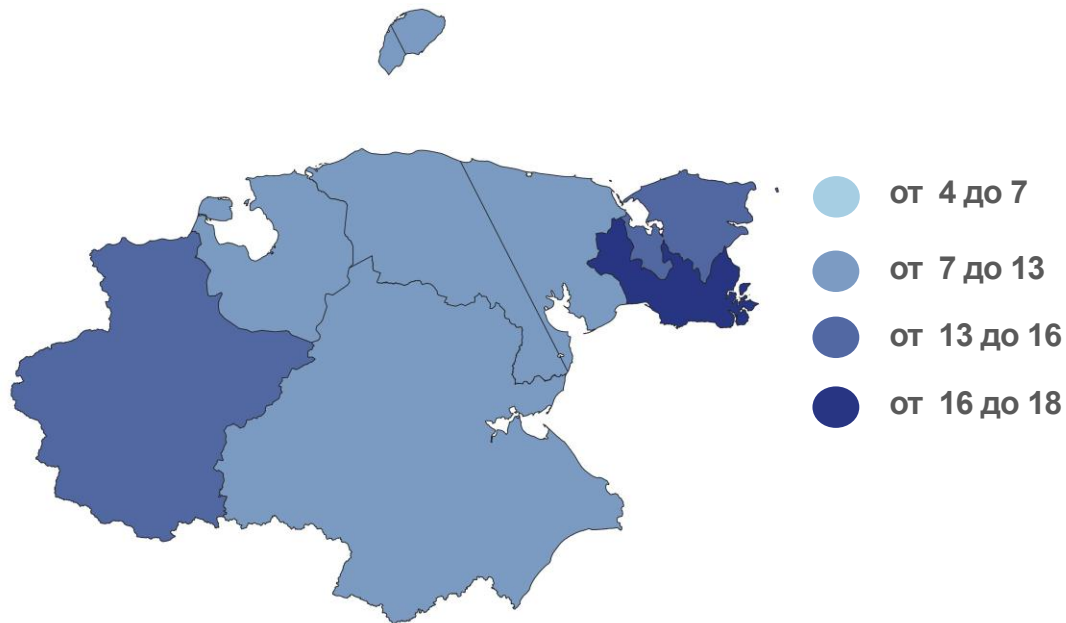 от 4 до 7
от 7 до 13
от 13 до 16
от 16 до 18